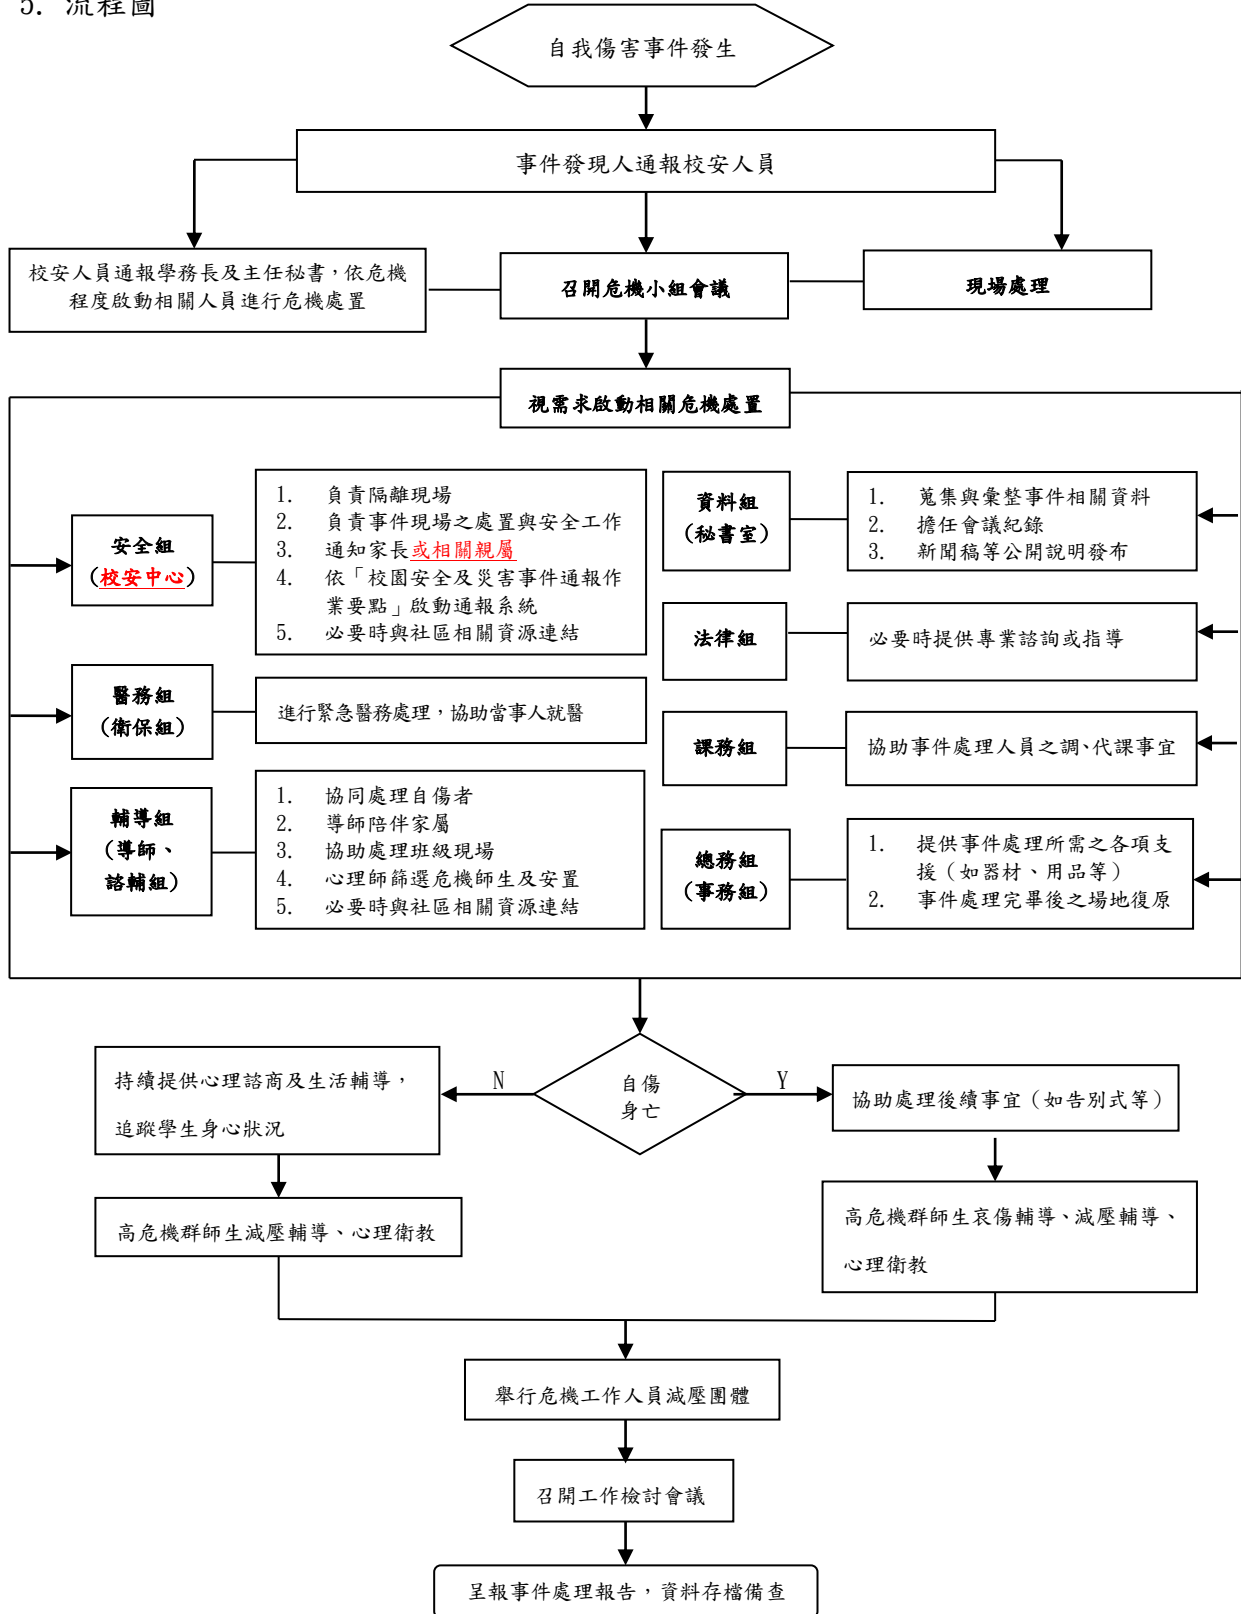 5. 流程圖
自我傷害事件發生
事件發現人通報校安人員
校安人員通報學務長及主任秘書，依危機
程度啟動相關人員進行危機處置
召開危機小組會議
現場處理
視需求啟動相關危機處置
安全組
（校安中心）
1. 負責隔離現場
2. 負責事件現場之處置與安全工作
3. 通知家長或相關親屬
4. 依「校園安全及災害事件通報作
業要點」啟動通報系統
5. 必要時與社區相關資源連結
醫務組
（衛保組）
進行緊急醫務處理，協助當事人就醫
輔導組
（導師、
諮輔組）
1. 協同處理自傷者
2. 導師陪伴家屬
3. 協助處理班級現場
4. 心理師篩選危機師生及安置
5. 必要時與社區相關資源連結
資料組
（秘書室）
1. 蒐集與彙整事件相關資料
2. 擔任會議紀錄
3. 新聞稿等公開說明發布
法律組
必要時提供專業諮詢或指導
課務組
協助事件處理人員之調、代課事宜
總務組
（事務組）
1. 提供事件處理所需之各項支
援（如器材、用品等）
2. 事件處理完畢後之場地復原
自傷
身亡
N
Y
持續提供心理諮商及生活輔導，
追蹤學生身心狀況
高危機群師生減壓輔導、心理衛教
協助處理後續事宜（如告別式等）
高危機群師生哀傷輔導、減壓輔導、
心理衛教
舉行危機工作人員減壓團體
召開工作檢討會議
呈報事件處理報告，資料存檔備查